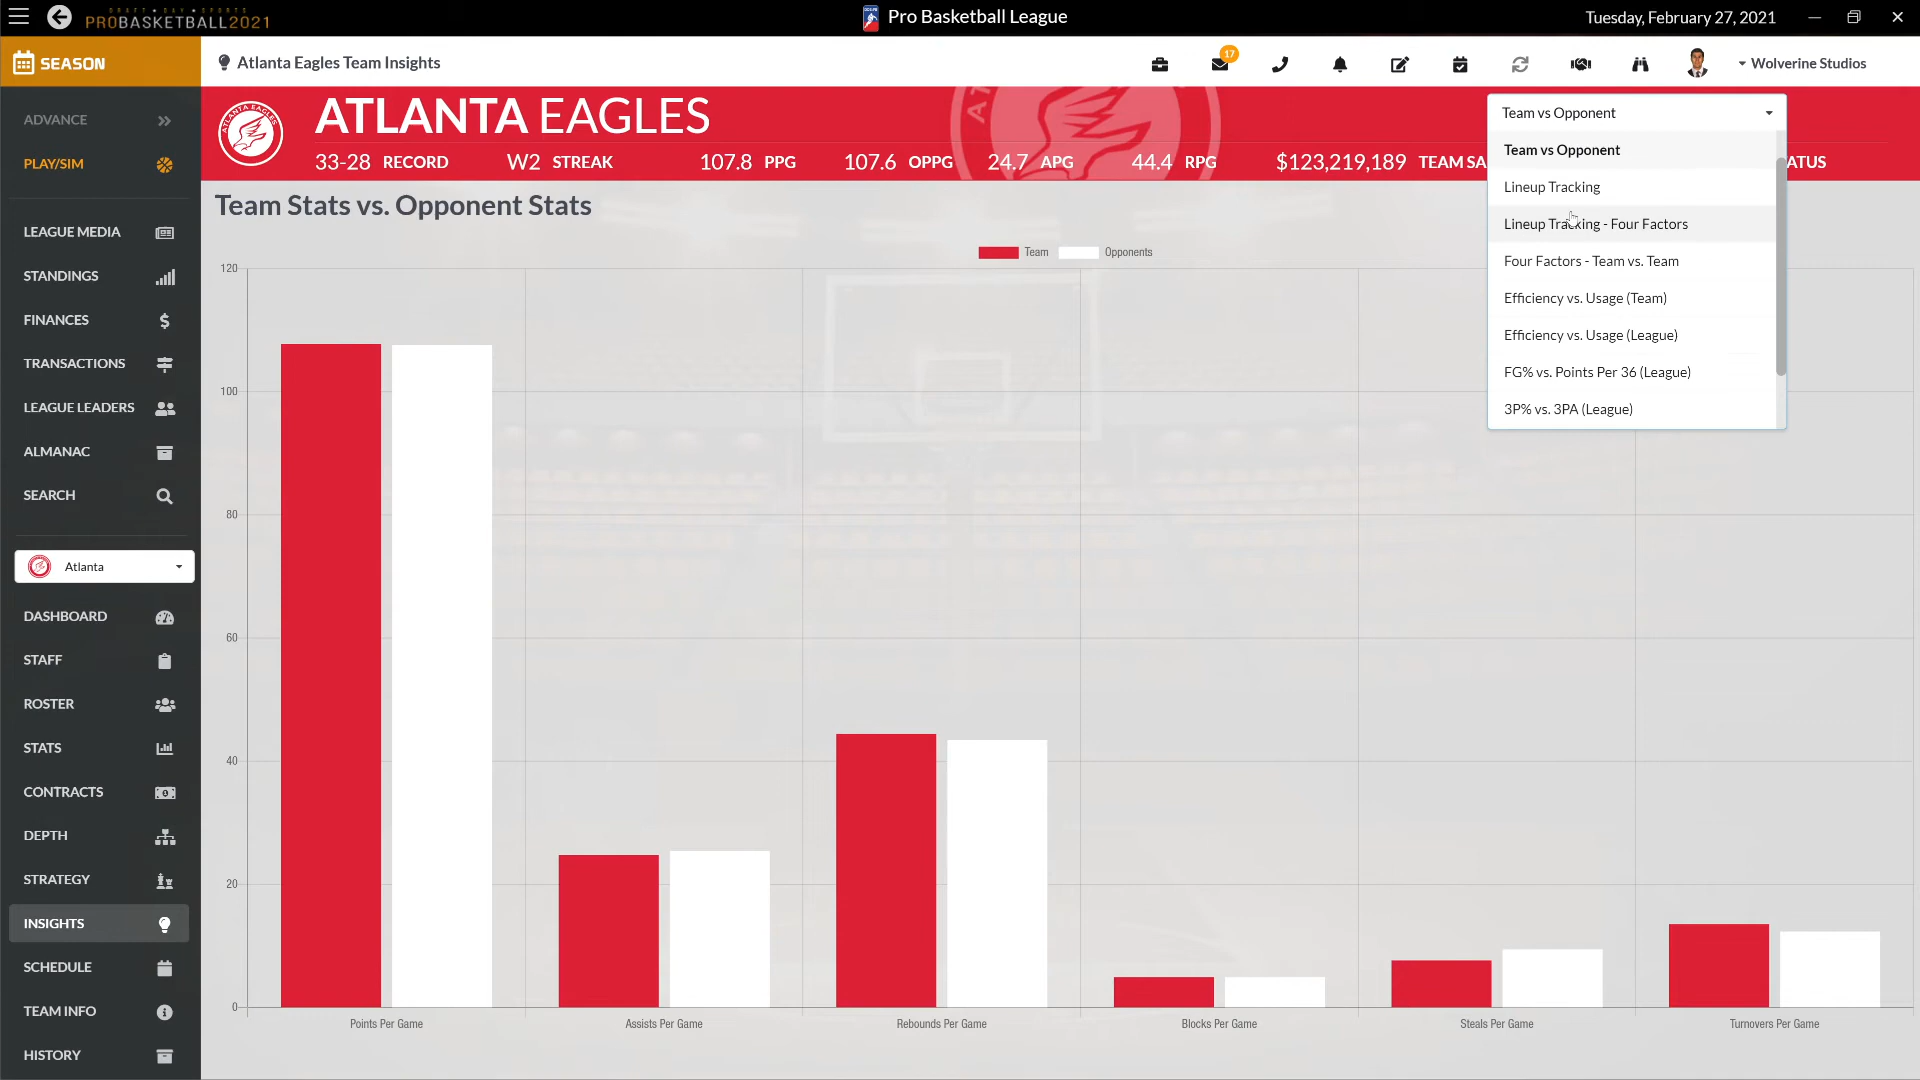 DRAFT DAY SPORTS
PROBASKETBALL2021
Pro Basketball League
Tuesday, February 27, 2021
SEASON
Atlanta Eagles Team Insights
17
Wolverine Studios
ADVANCE
PLAY/SIM
LEAGUE MEDIA
STANDINGS
FINANCES
TRANSACTIONS
LEAGUE LEADERS
ALMANAC
SEARCH
Atlanta
DASHBOARD
STAFF
ROSTER
STATS
CONTRACTS
DEPTH
STRATEGY
INSIGHTS
SCHEDULE
TEAM INFO
HISTORY
ATLANTA EAGLES
ATLANTA EAGLES
33-28 RECORD W2 STREAK 107.8 PPG 107.6 OPPG 24.7 APG 44.4 RPG $123,219,189 TEAM SA ATUS
Team vs Opponent
Team vs Opponent
Lineup Tracking
Lineup Tracking - Four Factors
Four Factors - Team vs. Team
Efficiency vs. Usage (Team)
Efficiency vs. Usage (League)
FG% vs. Points Per 36 (League)
3P% vs. 3PA (League)
Team Stats vs. Opponent Stats
Team Opponents
120
100
80
60
40
20
0
Points Per Game Assists Per Game Rebounds Per Game Blocks Per Game Steals Per Game Turnovers Per Game